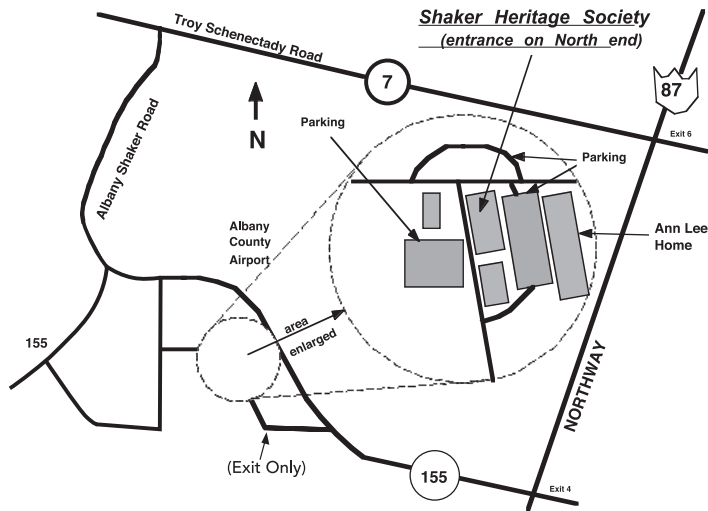 Shaker Heritage Society
(entrance on North end)
Troy Schenectady Road
7
87
Exit 6
N
Albany Shaker Road
Parking
Parking
Albany
County
Airport
Ann Lee
Home
area
enlarged
155
NORTHWAY
(Exit Only)
155
Exit 4